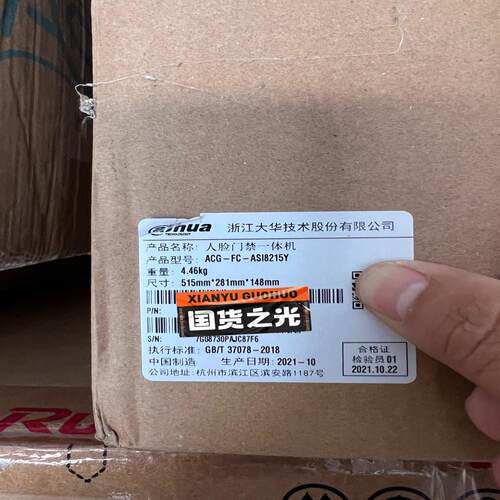 alhua
TECHNOLOGY
浙江大华技术股份有限公司
产品名称: 人脸门禁一体机
产品型号: ACG-FC-ASI8215Y
重量: 4.46kg
尺寸: 515mm*281mm*148mm
XIANYU GUOHUO
国货之光
P/N:
S/N: 7G08730PAJC87F6
执行标准: GB/T 37078-2018
中国制造 生产日期: 2021-10
公司地址: 杭州市滨江区滨安路1187号
合格证
检验员01
2021.10.22